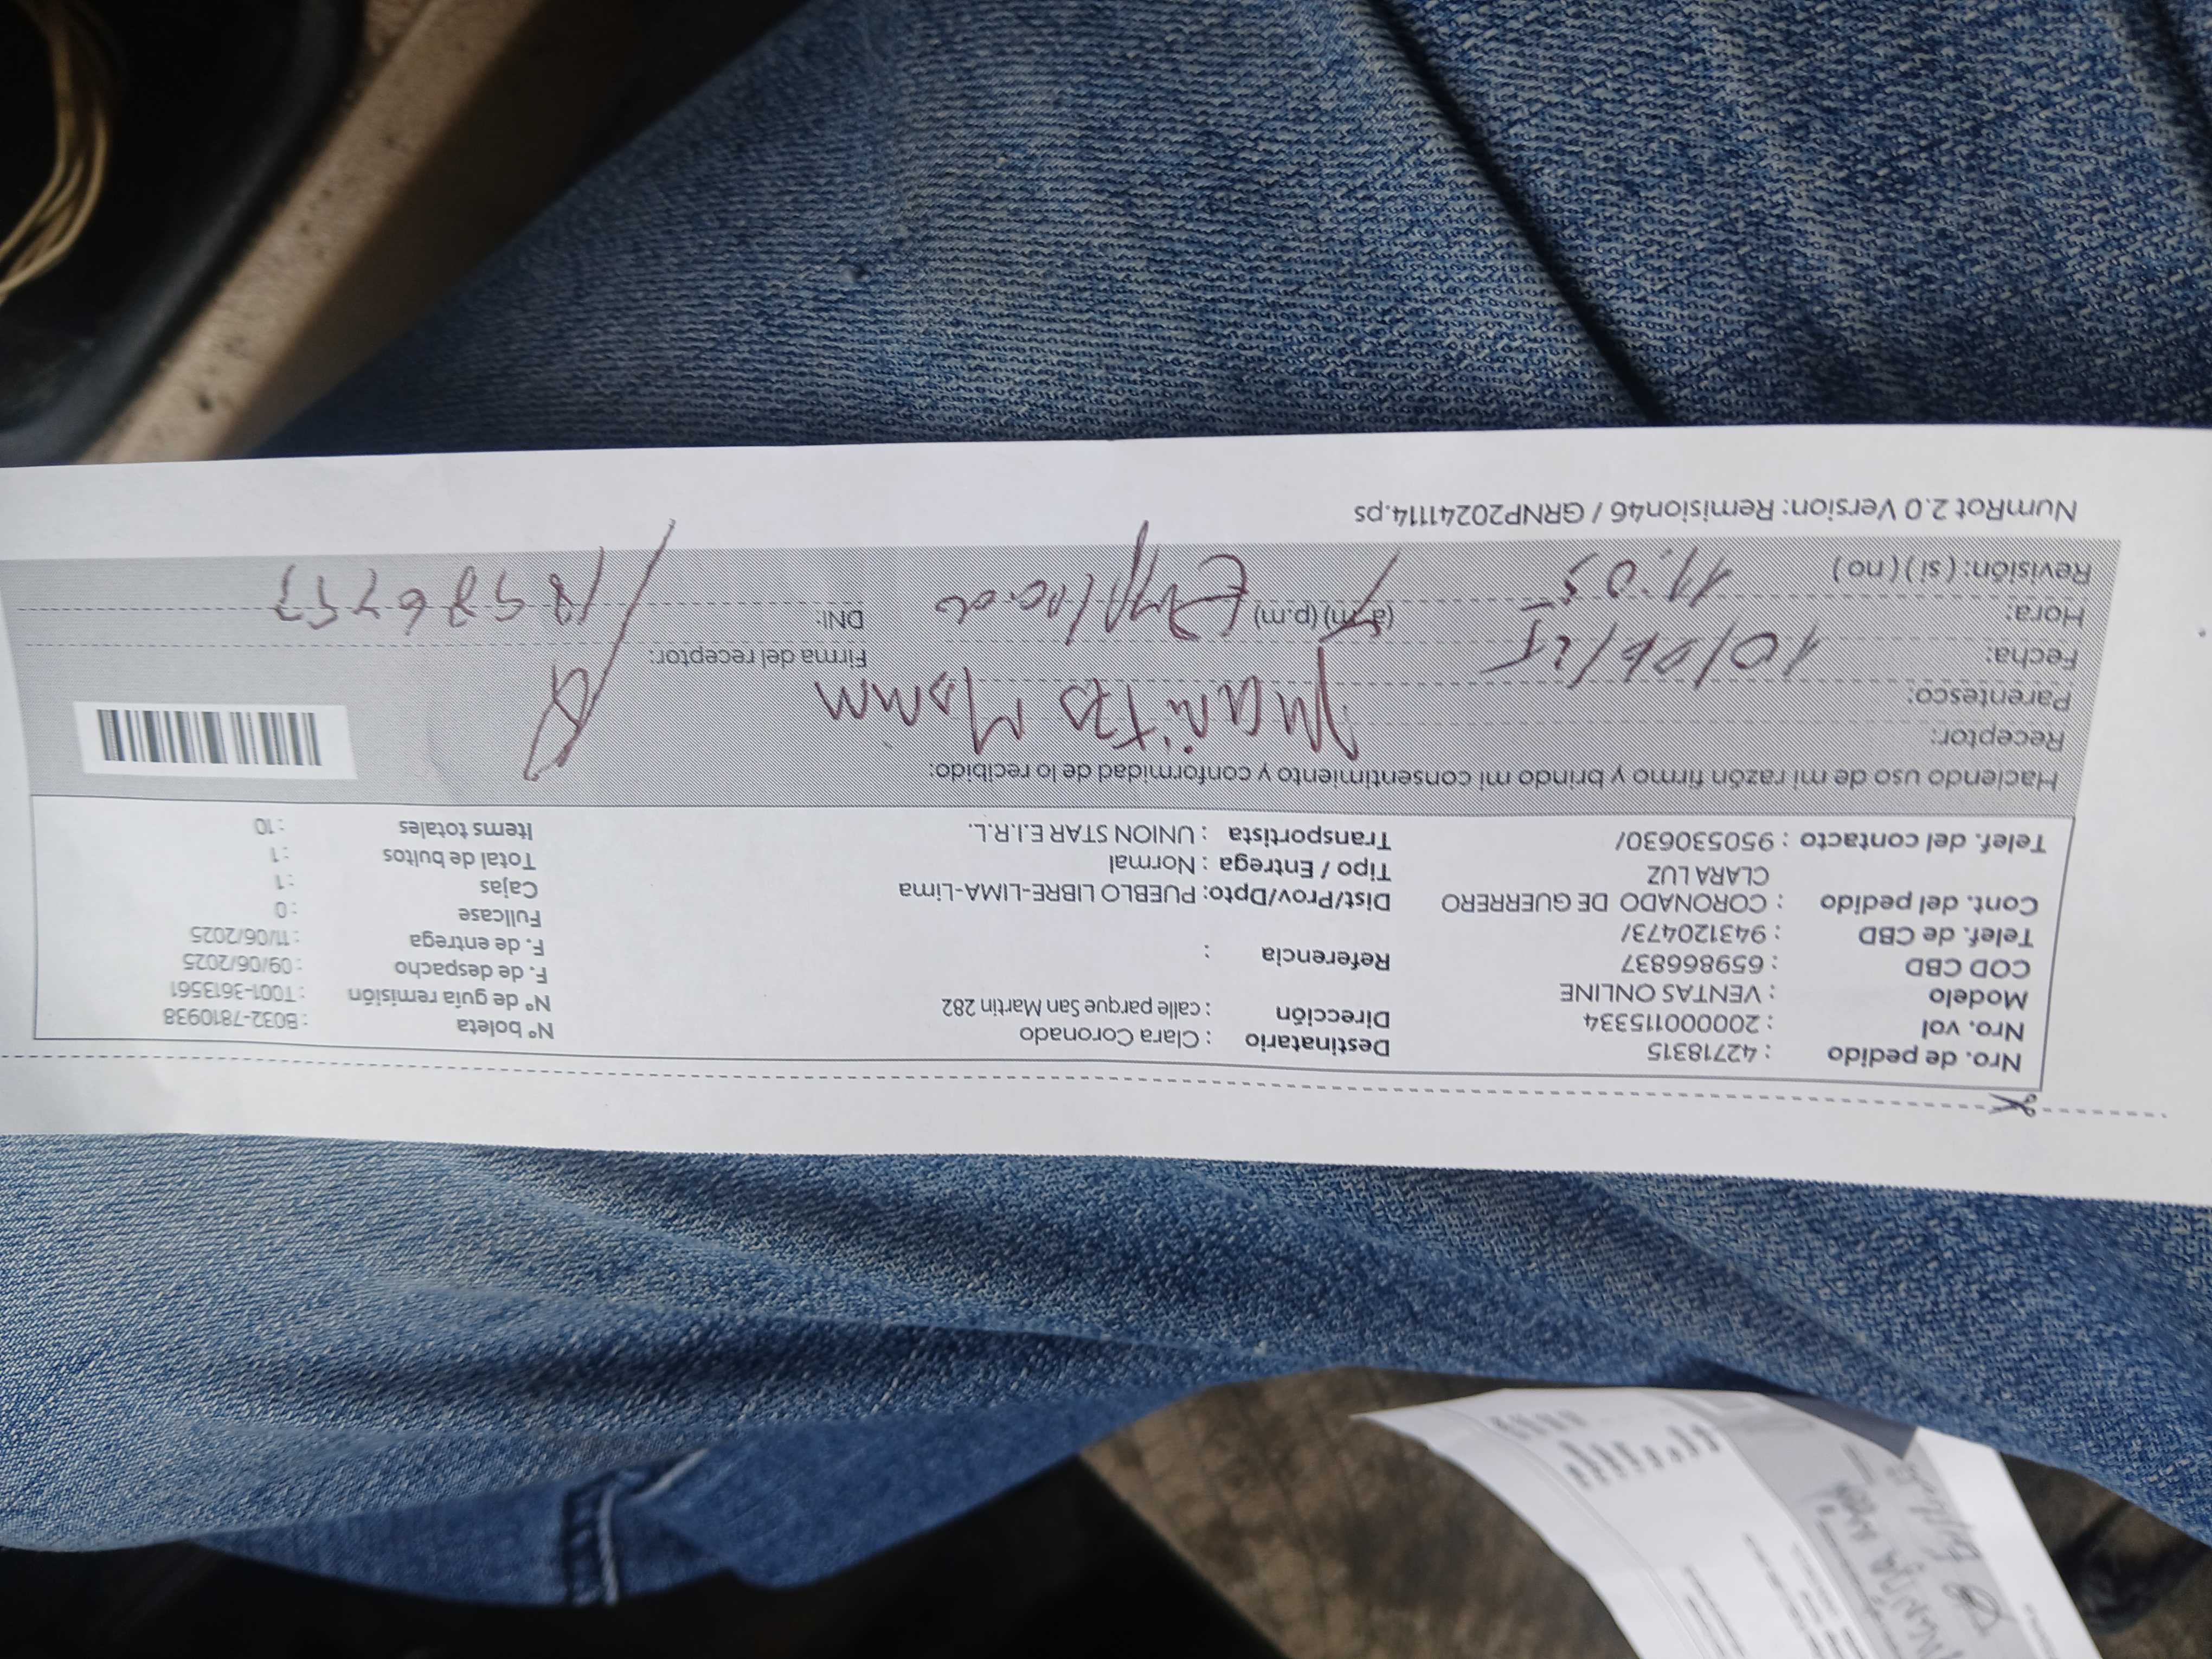 Nro. de pedido : 42718315
Nro. vol : 200000115334
Modelo : VENTAS ONLINE
COD CBD : 659866837
Telef. de CBD : 943120473/
Cont. del pedido : CORONADO DE GUERRERO
CLARA LUZ
Telef. del contacto : 950530630/
Destinatario : Clara Coronado
Dirección : calle parque San Martin 282
Referencia :
Dist/Prov/Dpto: PUEBLO LIBRE-LIMA-Lima
Tipo / Entrega : Normal
Transportista : UNION STAR E.I.R.L.
N° boleta : B032-7810938
N° de guía remisión : T001-3613561
F. de despacho : 09/06/2025
F. de entrega : 11/06/2025
Fullcase : 0
Cajas : 1
Total de bultos : 1
Items totales : 10
Haciendo uso de mi razón firmo y brindo mi consentimiento y conformidad de lo recibido:
Receptor:
Parentesco:
Fecha: 10/06/25 Firma del receptor:
Hora: 11:05 (a.m) (p.m) DNI:
Revisión: ( si ) ( no )
NumRot 2.0 Version: Remision46 / GRNP20241114.ps